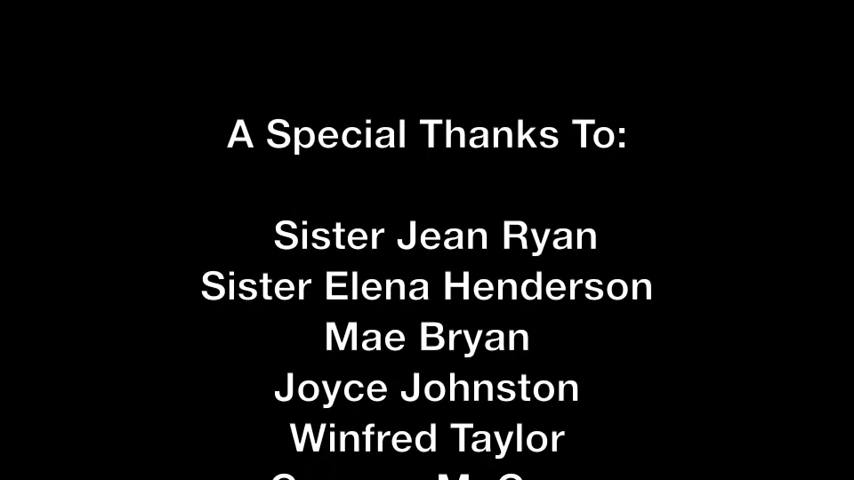 A Special Thanks To:
Sister Jean Ryan
Sister Elena Henderson
Mae Bryan
Joyce Johnston
Winfred Taylor